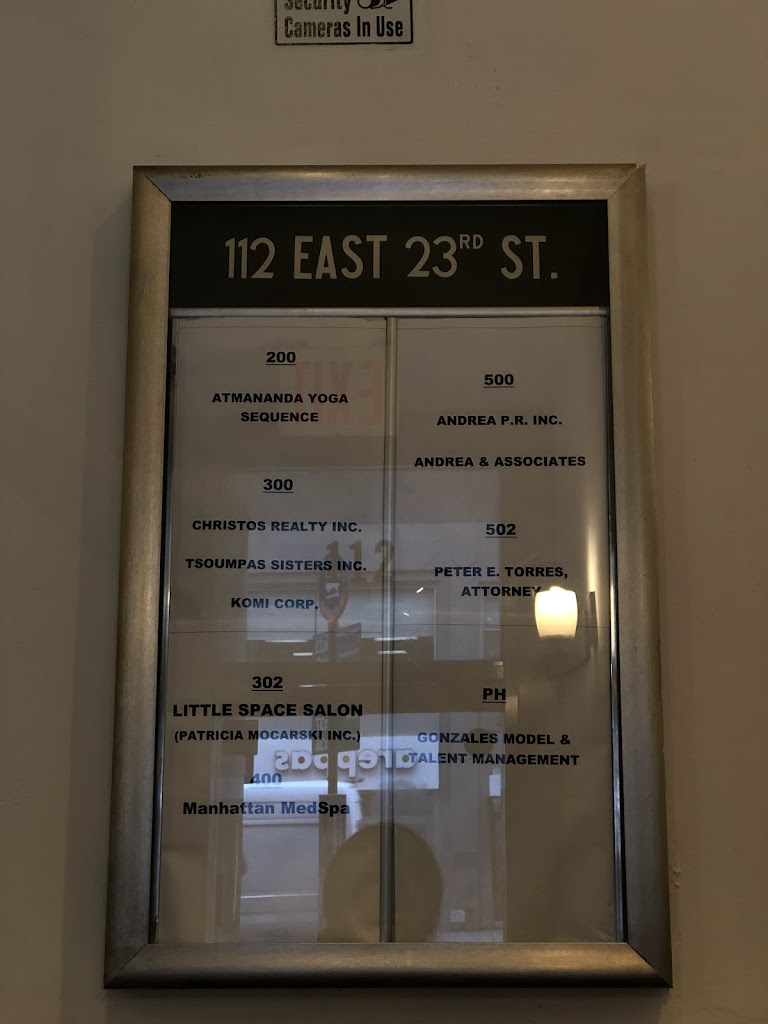 Security
Cameras In Use
112 EAST 23RD ST.
200
ATMANANDA YOGA
SEQUENCE
300
CHRISTOS REALTY INC.
TSOUMPAS SISTERS INC.
KOMI CORP.
302
LITTLE SPACE SALON
(PATRICIA MOCARSKI INC.)
400
Manhattan MedSpa
500
ANDREA P.R. INC.
ANDREA & ASSOCIATES
502
PETER E. TORRES,
ATTORNEY
PH
GONZALES MODEL &
TALENT MANAGEMENT
EXIT
112